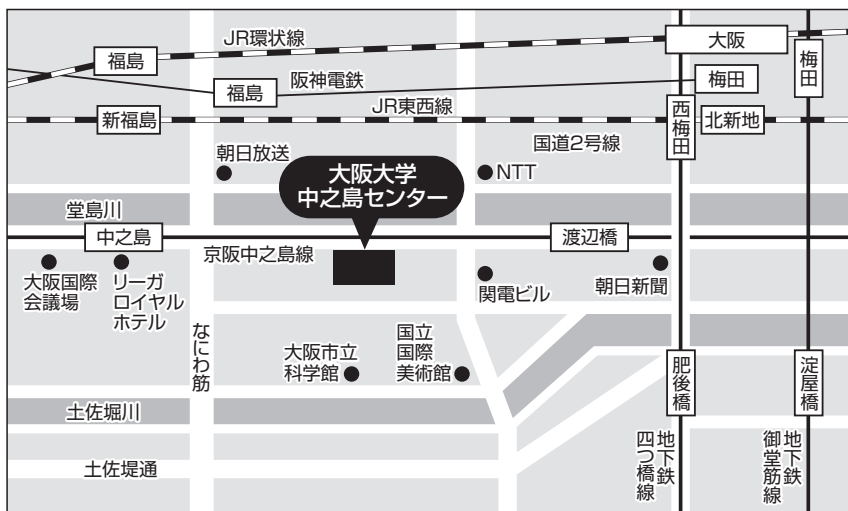 JR環状線
大阪
福島
梅田
阪神電鉄
梅田
福島
JR東西線
新福島
西梅田
北新地
国道2号線
朝日放送
大阪大学
中之島センター
NTT
堂島川
中之島
渡辺橋
京阪中之島線
大阪国際
会議場
リーガ
ロイヤル
ホテル
関電ビル
朝日新聞
なにわ筋
大阪市立
科学館
国立
国際
美術館
肥後橋
淀屋橋
土佐堀川
土佐堤通
地下鉄
四つ橋線
地下鉄
御堂筋線